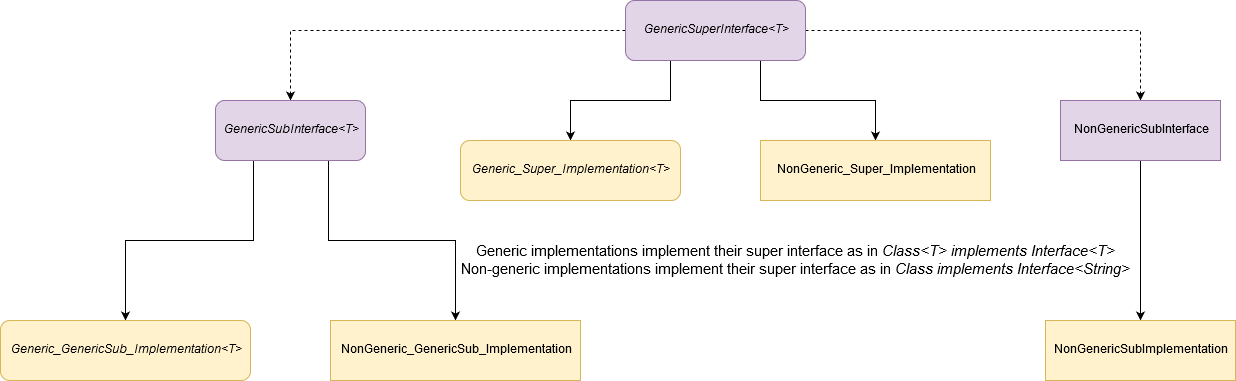 GenericSuperInterface<T>
GenericSubInterface<T>
NonGenericSubInterface
Generic_Super_Implementation<T>
NonGeneric_Super_Implementation
Generic implementations implement their super interface as in Class<T> implements Interface<T>
Non-generic implementations implement their super interface as in Class implements Interface<String>
Generic_GenericSub_Implementation<T>
NonGeneric_GenericSub_Implementation
NonGenericSubImplementation